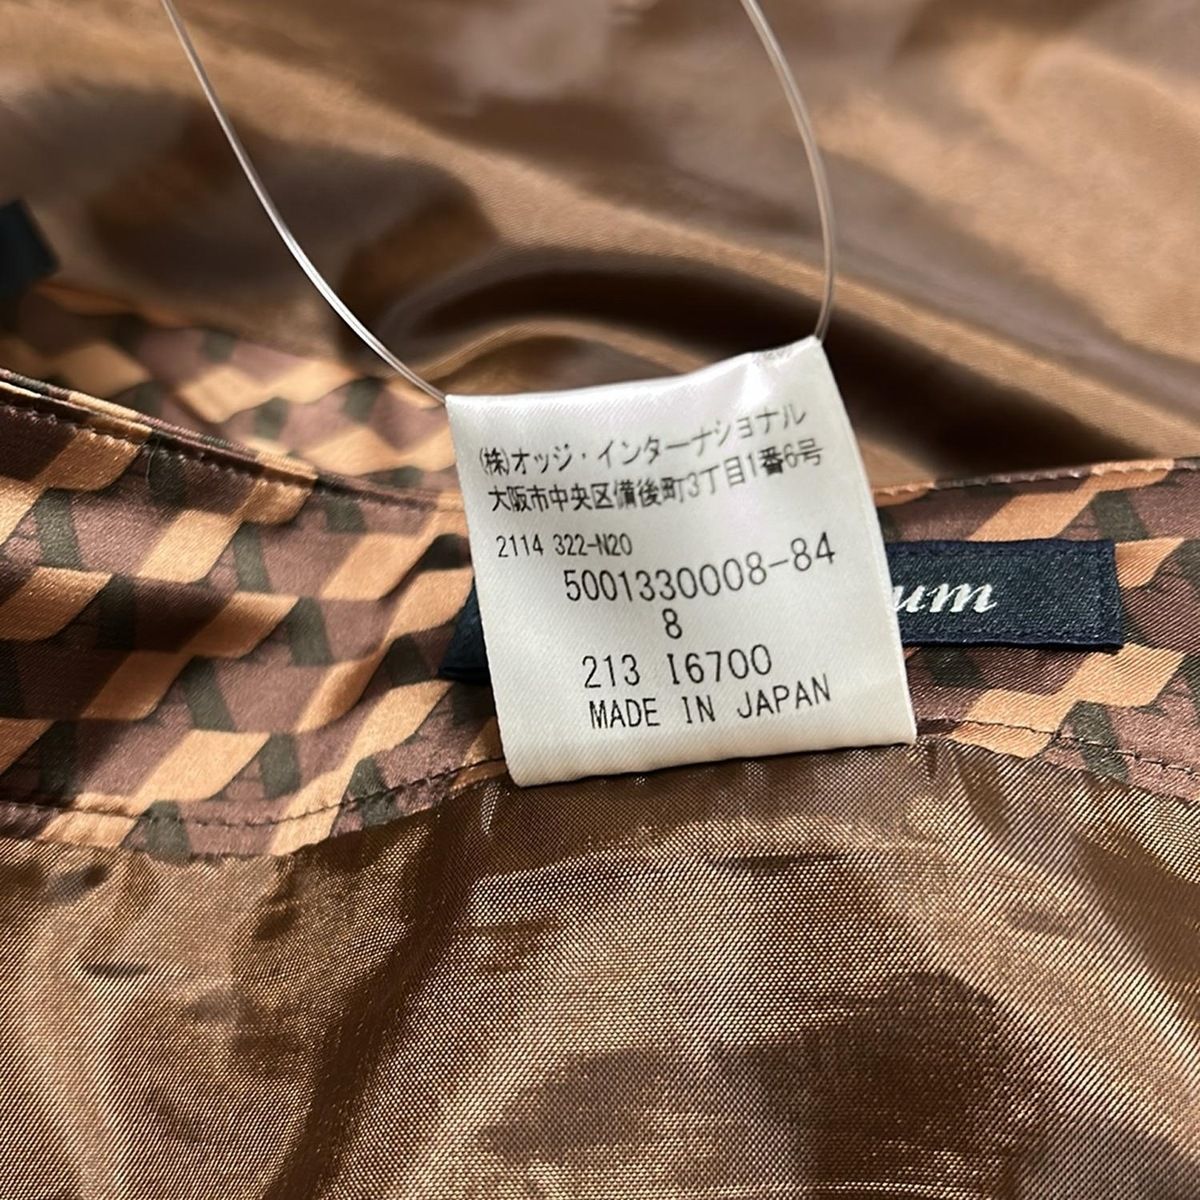 (株)オッジ・インターナショナル
大阪市中央区備後町3丁目1番6号
2114 322-N20
5001330008-84
8
213 I6700
MADE IN JAPAN
um